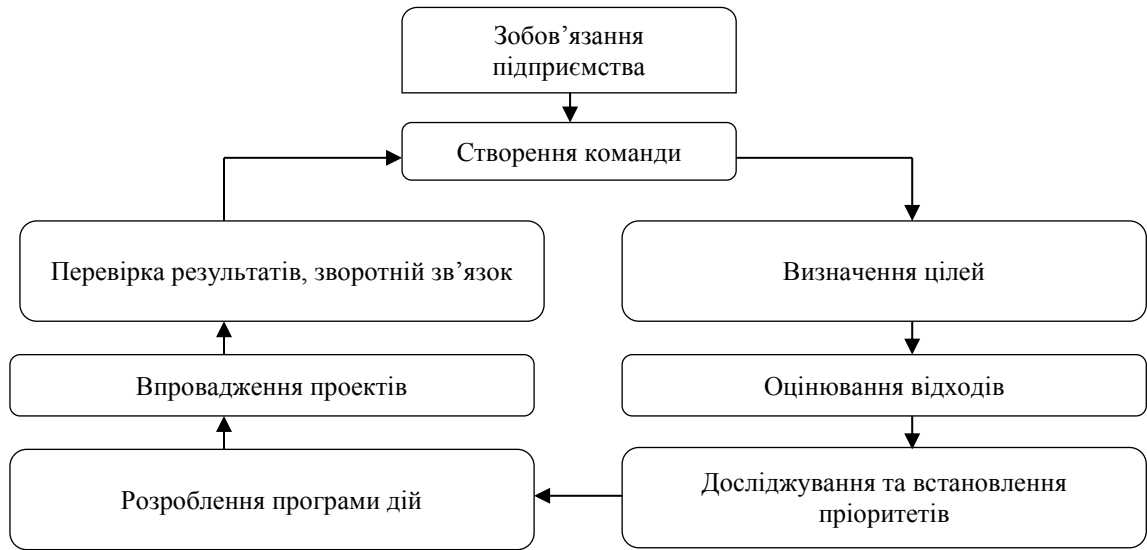 Зобов’язання
підприємства
Створення команди
Перевірка результатів, зворотній зв’язок
Визначення цілей
Впровадження проектів
Оцінювання відходів
Розроблення програми дій
Досліджування та встановлення
пріоритетів